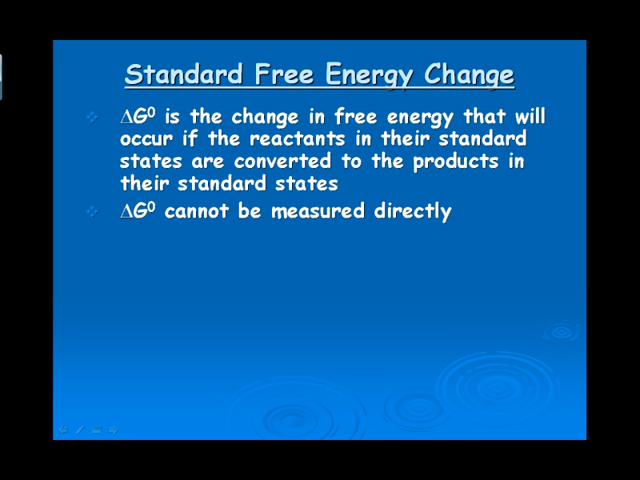 Standard Free Energy Change
∆G⁰ is the change in free energy that will
occur if the reactants in their standard
states are converted to the products in
their standard states
∆G⁰ cannot be measured directly